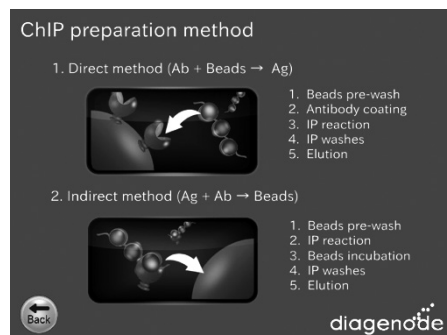 ChIP preparation method
1. Direct method (Ab + Beads → Ag)
1. Beads pre-wash
2. Antibody coating
3. IP reaction
4. IP washes
5. Elution
2. Indirect method (Ag + Ab → Beads)
1. Beads pre-wash
2. IP reaction
3. Beads incubation
4. IP washes
5. Elution
Back
diagenode